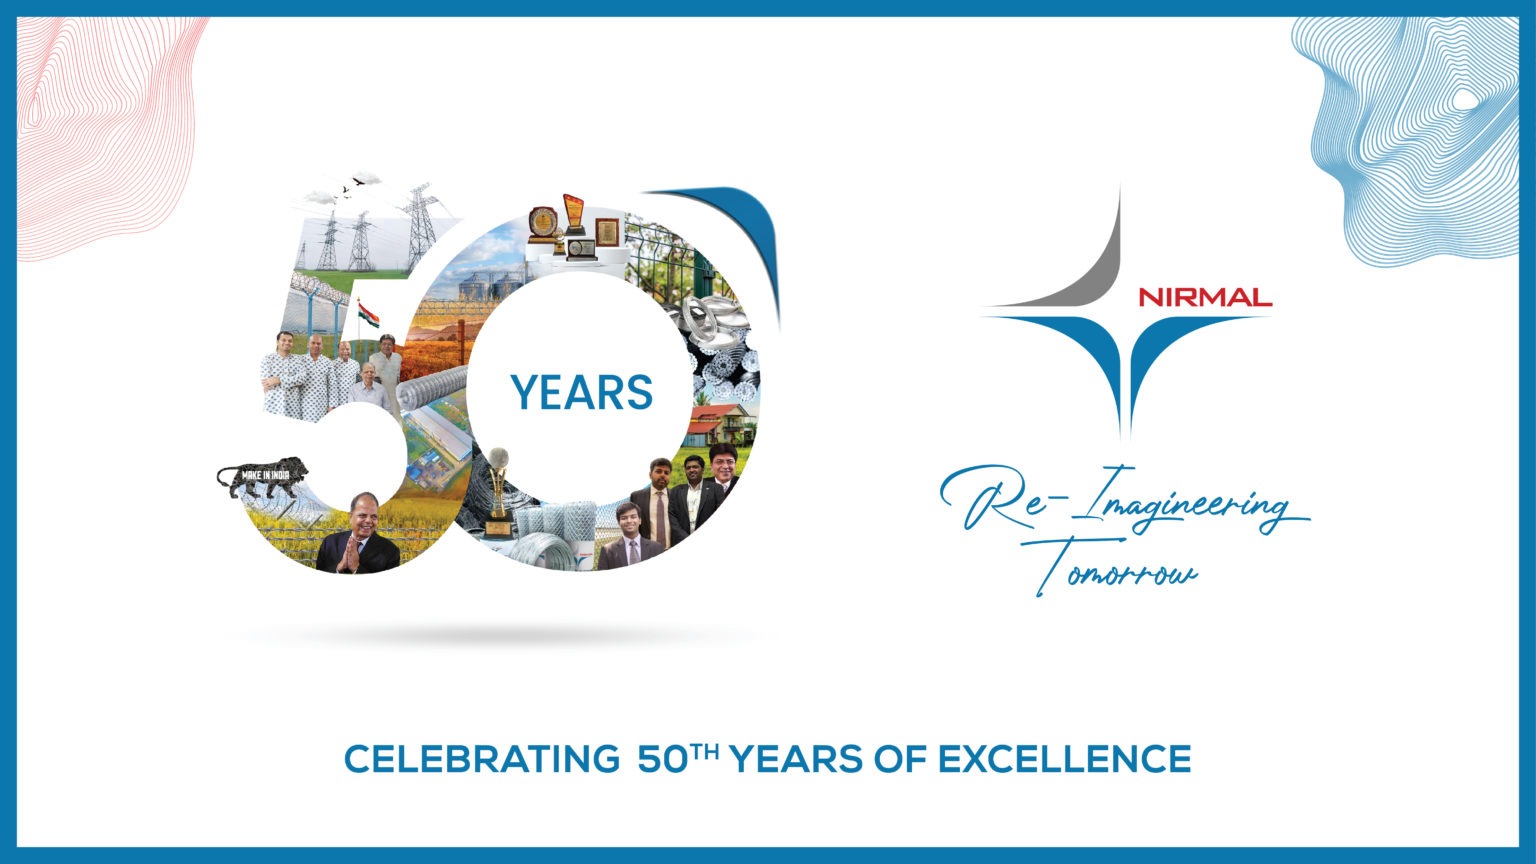 YEARS
MAKE IN INDIA
NIRMAL
Re-Imagineering
Tomorrow
CELEBRATING 50TH YEARS OF EXCELLENCE